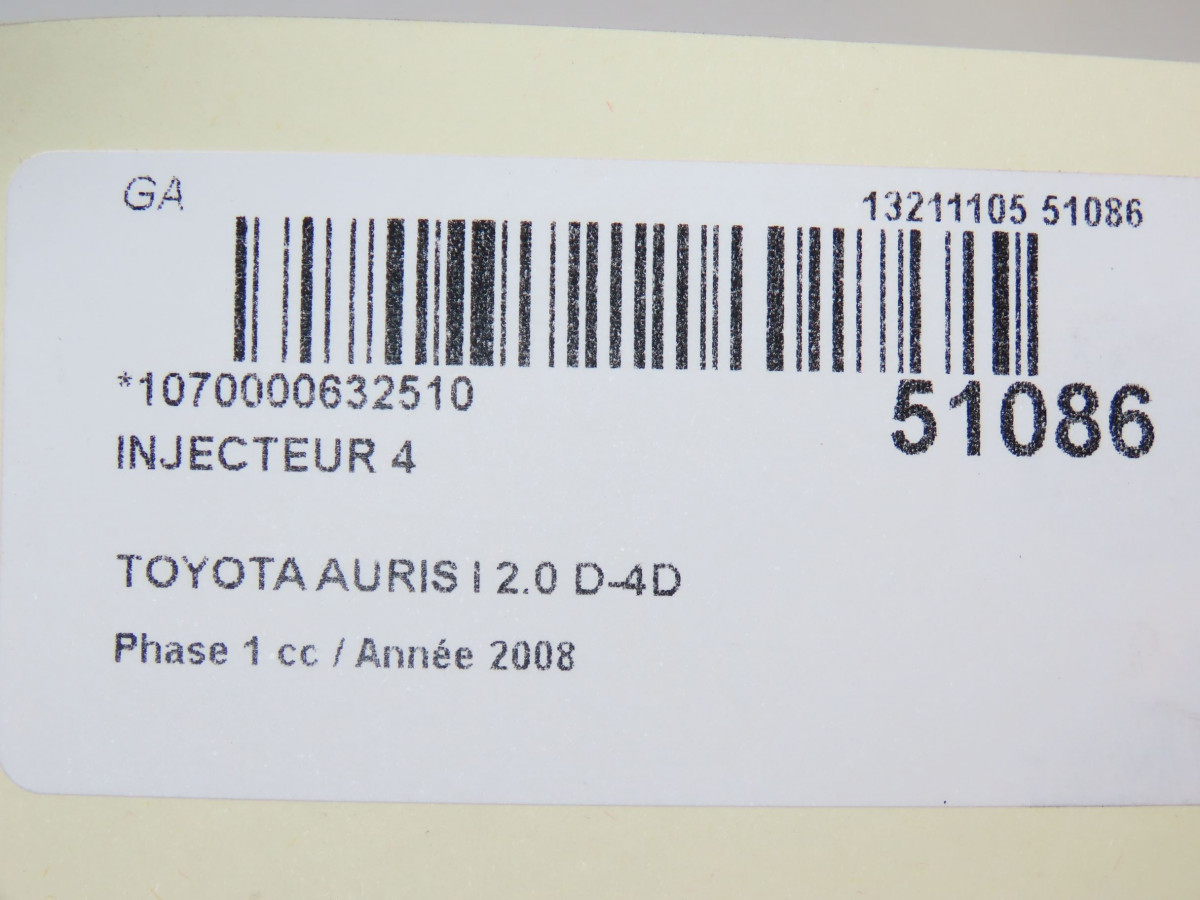 GA
13211105 51086
*1070000632510
51086
INJECTEUR 4
TOYOTA AURIS I 2.0 D-4D
Phase 1 cc / Année 2008